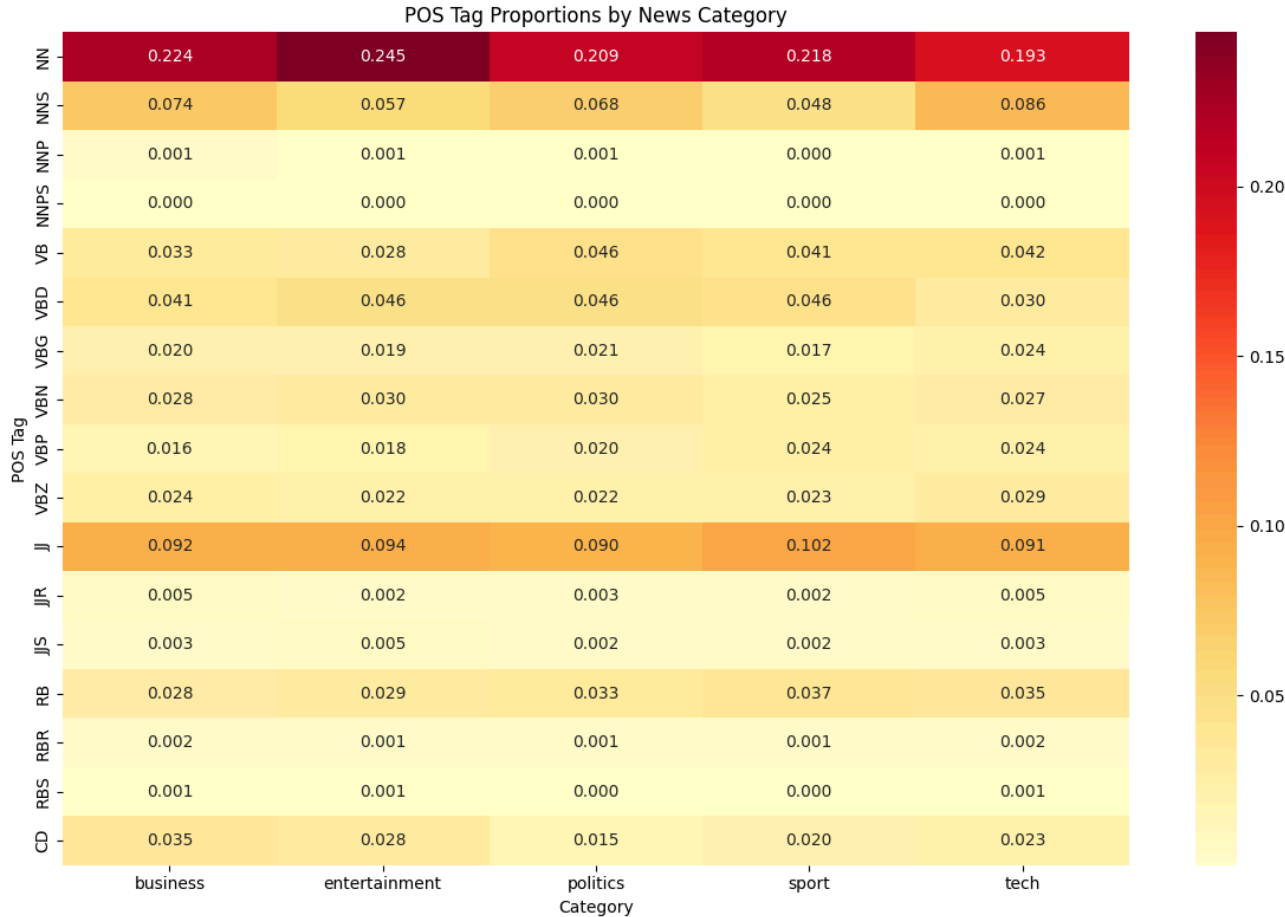 POS Tag Proportions by News Category
NN 0.224 0.245 0.209 0.218 0.193
NNS 0.074 0.057 0.068 0.048 0.086
NNP 0.001 0.001 0.001 0.000 0.001
NNPS 0.000 0.000 0.000 0.000 0.000
VB 0.033 0.028 0.046 0.041 0.042
VBD 0.041 0.046 0.046 0.046 0.030
VBG 0.020 0.019 0.021 0.017 0.024
VBN 0.028 0.030 0.030 0.025 0.027
VBP 0.016 0.018 0.020 0.024 0.024
VBZ 0.024 0.022 0.022 0.023 0.029
JJ 0.092 0.094 0.090 0.102 0.091
JJR 0.005 0.002 0.003 0.002 0.005
JJS 0.003 0.005 0.002 0.002 0.003
RB 0.028 0.029 0.033 0.037 0.035
RBR 0.002 0.001 0.001 0.001 0.002
RBS 0.001 0.001 0.000 0.000 0.001
CD 0.035 0.028 0.015 0.020 0.023
business entertainment politics sport tech
Category
POS Tag
0.20
0.15
0.10
0.05